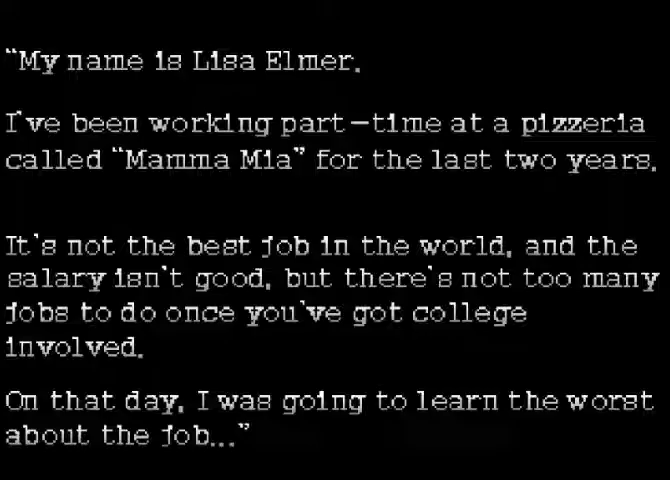 “My name is Lisa Elmer.
I've been working part-time at a pizzeria
called “Mamma Mia” for the last two years.
It's not the best job in the world, and the
salary isn't good, but there's not too many
jobs to do once you've got college
involved.
On that day, I was going to learn the worst
about the job...”